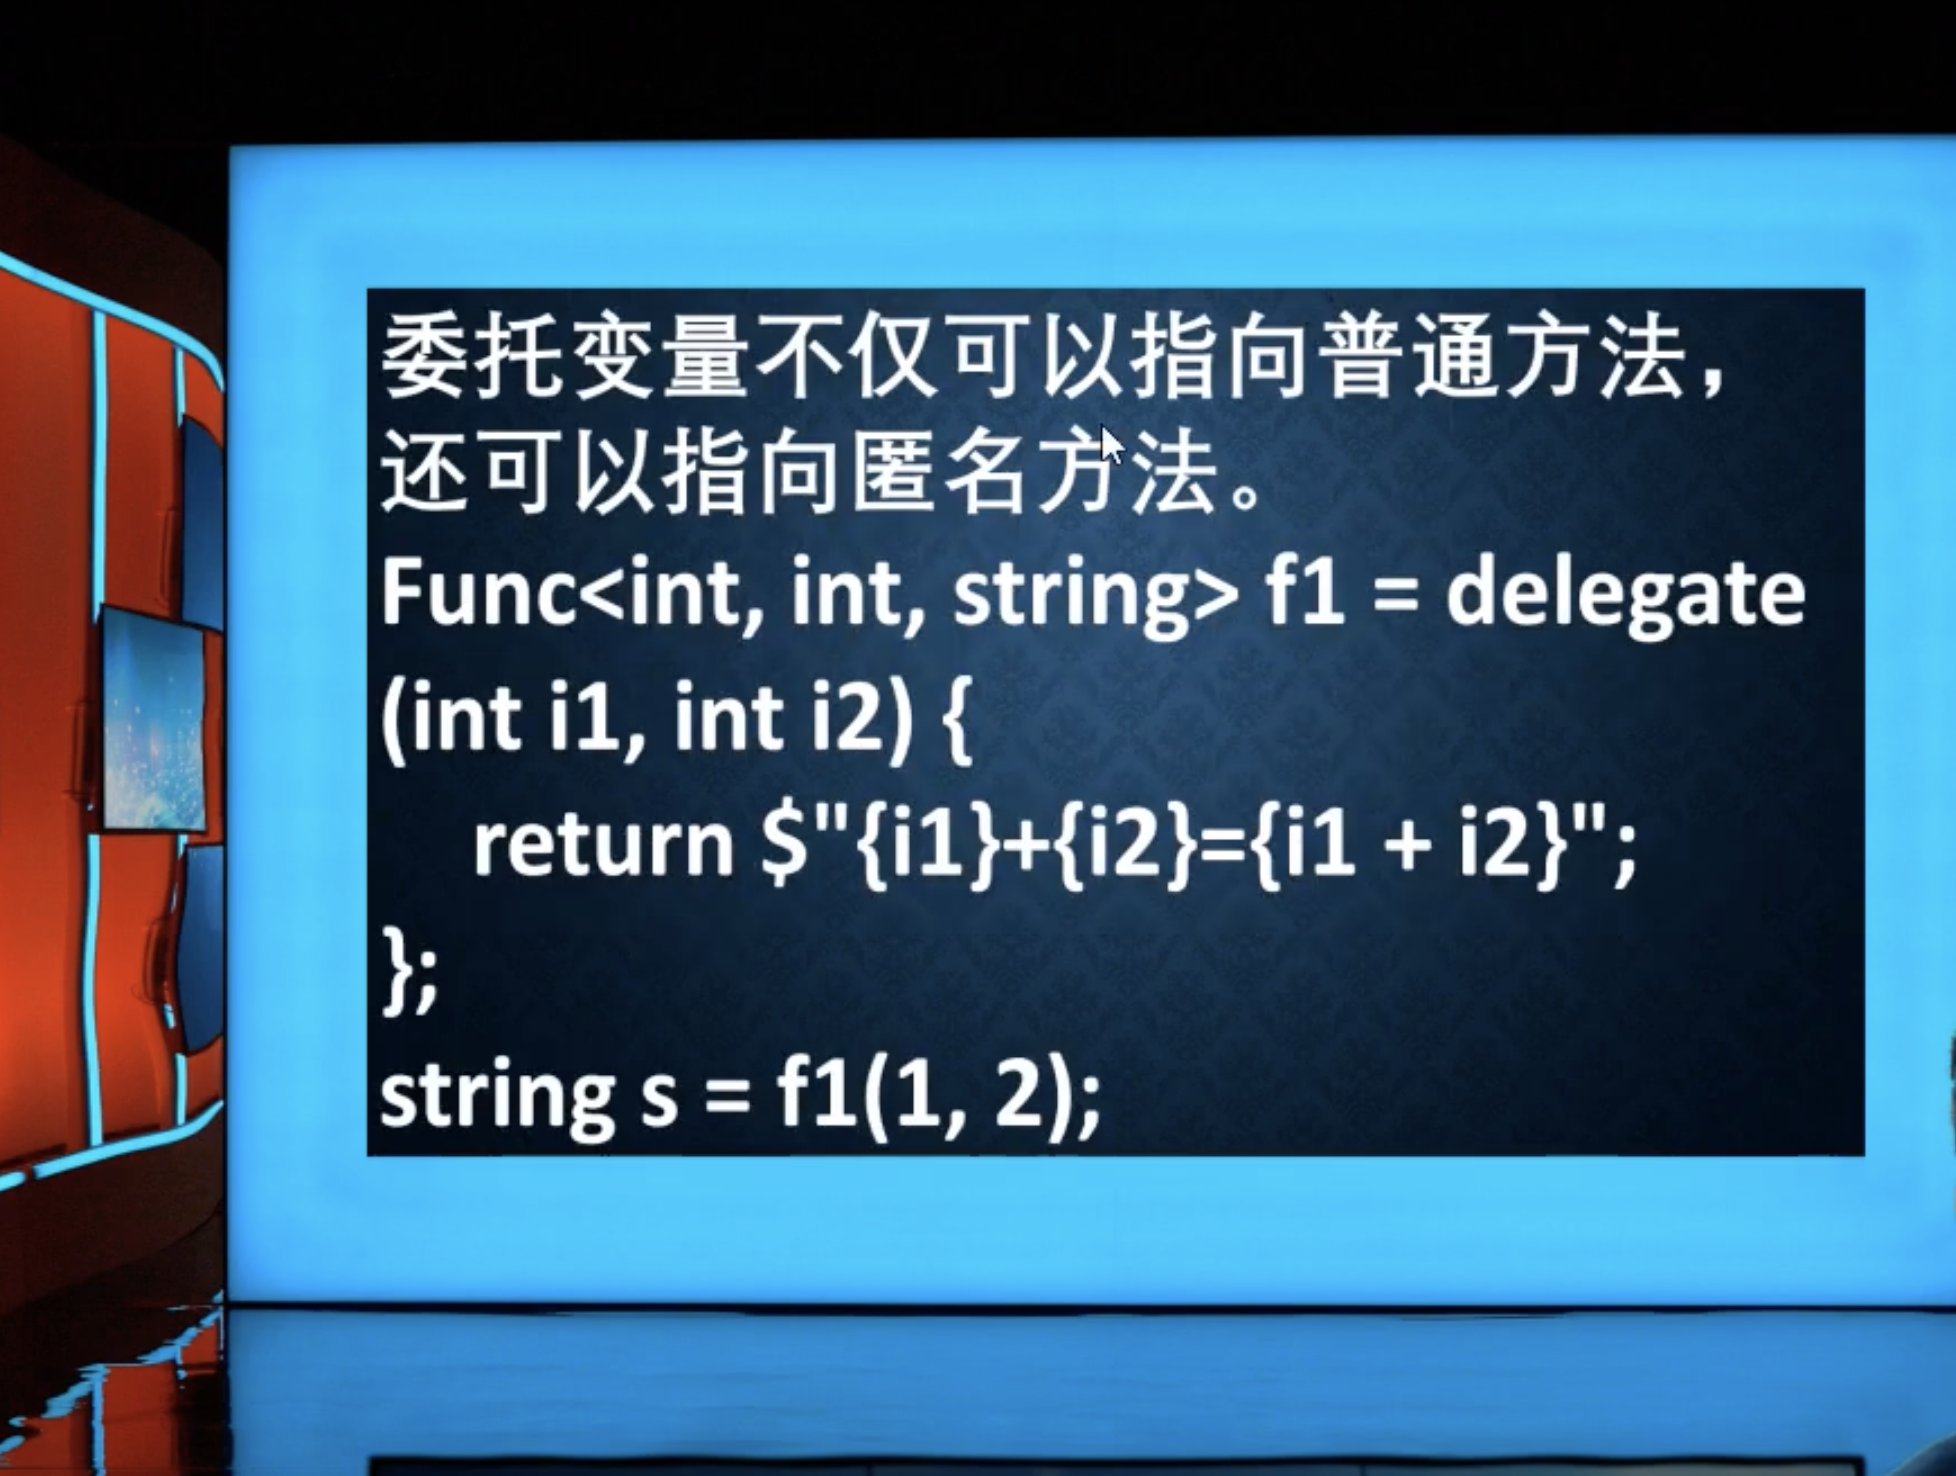 委托变量不仅可以指向普通方法，
还可以指向匿名方法。
Func<int, int, string> f1 = delegate
(int i1, int i2) {
return $"{i1}+{i2}={i1 + i2}";
};
string s = f1(1, 2);